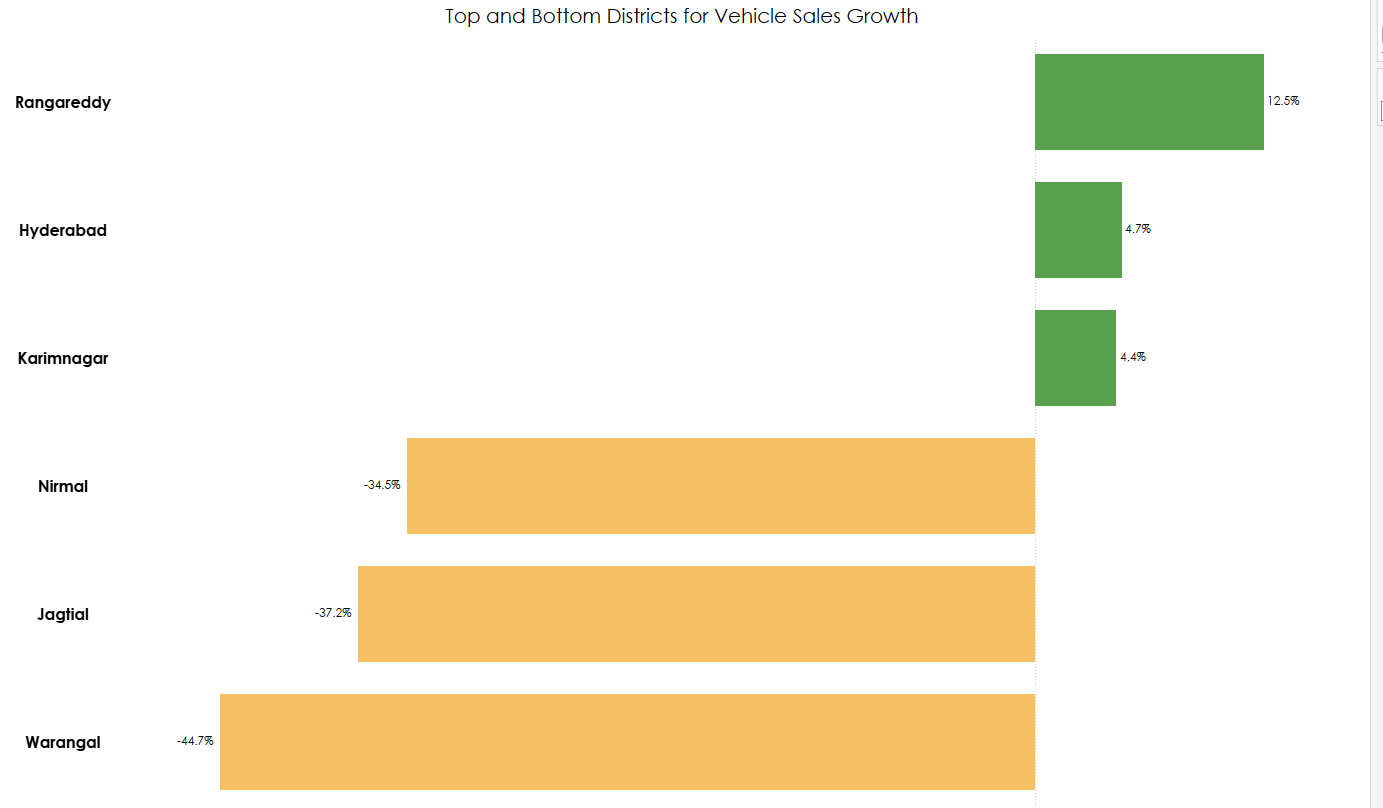 Top and Bottom Districts for Vehicle Sales Growth
Rangareddy 12.5%
Hyderabad 4.7%
Karimnagar 4.4%
Nirmal -34.5%
Jagtial -37.2%
Warangal -44.7%